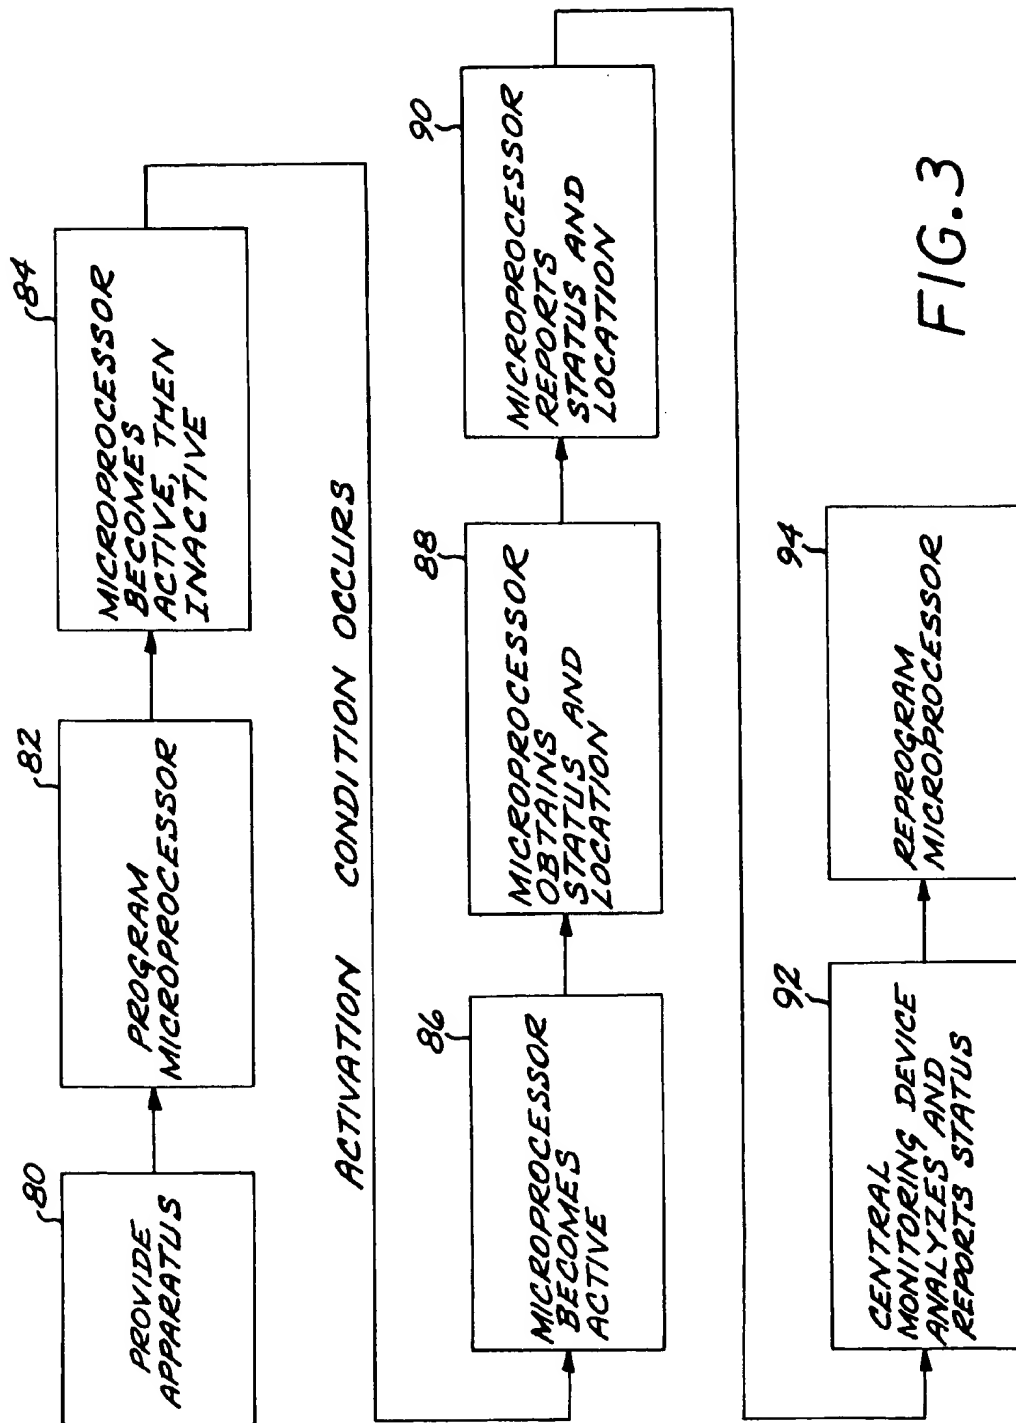 80
PROVIDE
APPARATUS
82
PROGRAM
MICROPROCESSOR
84
MICROPROCESSOR
BECOMES
ACTIVE, THEN
INACTIVE
ACTIVATION CONDITION OCCURS
86
MICROPROCESSOR
BECOMES
ACTIVE
88
MICROPROCESSOR
OBTAINS
STATUS AND
LOCATION
90
MICROPROCESSOR
REPORTS
STATUS AND
LOCATION
92
CENTRAL
MONITORING DEVICE
ANALYZES AND
REPORTS STATUS
94
REPROGRAM
MICROPROCESSOR
FIG.3